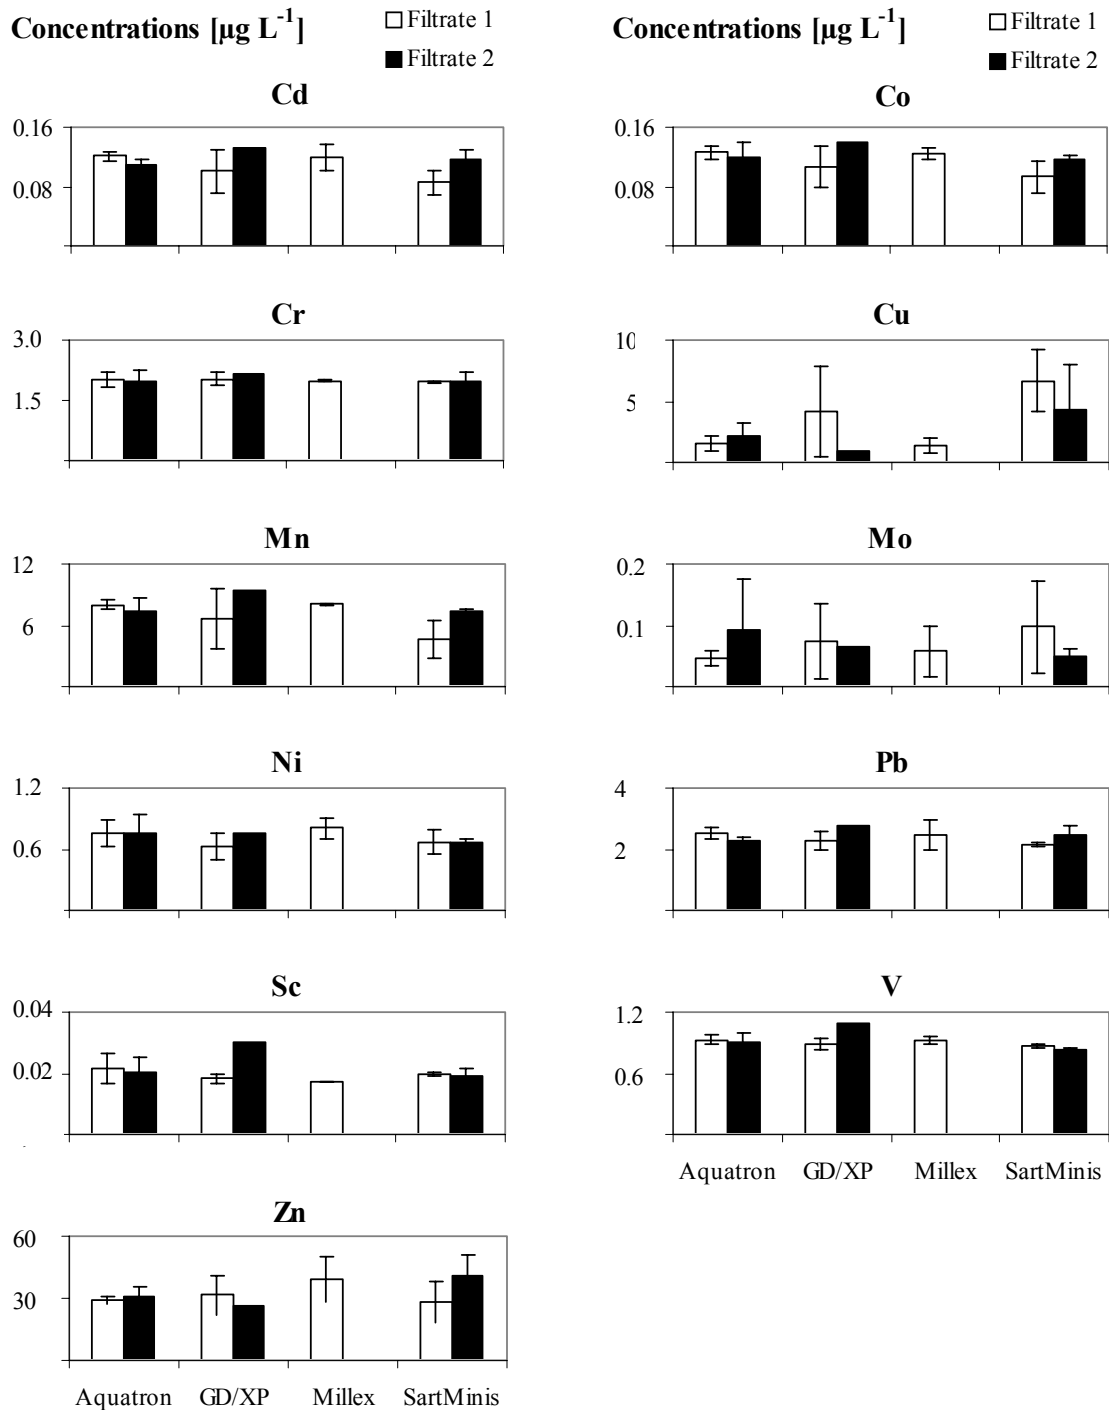 Concentrations [µg L⁻¹]
Filtrate 1
Filtrate 2
Concentrations [µg L⁻¹]
Filtrate 1
Filtrate 2
Cd
0.16
0.08
Co
0.16
0.08
Cr
3.0
1.5
Cu
10
5
Mn
12
6
Mo
0.2
0.1
Ni
1.2
0.6
Pb
4
2
Sc
0.04
0.02
V
1.2
0.6
Aquatron GD/XP Millex SartMinis
Zn
60
30
Aquatron GD/XP Millex SartMinis